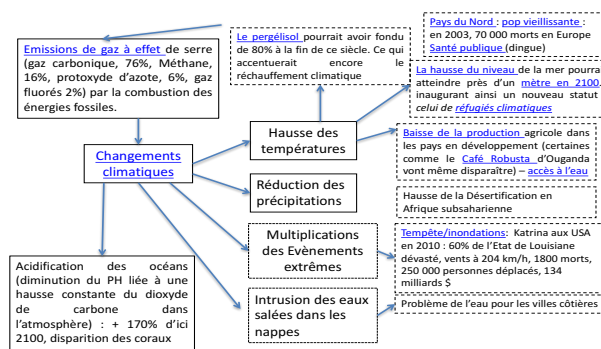 Emissions de gaz à effet de serre
(gaz carbonique, 76%, Méthane,
16%, protoxyde d'azote, 6%, gaz
fluorés 2%) par la combustion des
énergies fossiles.
Le pergélisol pourrait avoir fondu
de 80% à la fin de ce siècle. Ce qui
accentuerait encore le
réchauffement climatique
Pays du Nord : pop vieillissante :
en 2003, 70 000 morts en Europe
Santé publique (dingue)
La hausse du niveau de la mer pourra
atteindre près d'un mètre en 2100.
inaugurant ainsi un nouveau statut
celui de réfugiés climatiques
Hausse des
températures
Baisse de la production agricole dans
les pays en développement (certaines
comme le Café Robusta d'Ouganda
vont même disparaître) – accès à l'eau
Changements
climatiques
Réduction des
précipitations
Hausse de la Désertification en
Afrique subsaharienne
Multiplications
des Evènements
extrêmes
Tempête/inondations: Katrina aux USA
en 2010 : 60% de l'Etat de Louisiane
dévasté, vents à 204 km/h, 1800 morts,
250 000 personnes déplacés, 134
milliards $
Acidification des océans
(diminution du PH liée à une
hausse constante du dioxyde
de carbone dans
l'atmosphère) : + 170% d'ici
2100, disparition des coraux
Intrusion des eaux
salées dans les
nappes
Problème de l'eau pour les villes côtières